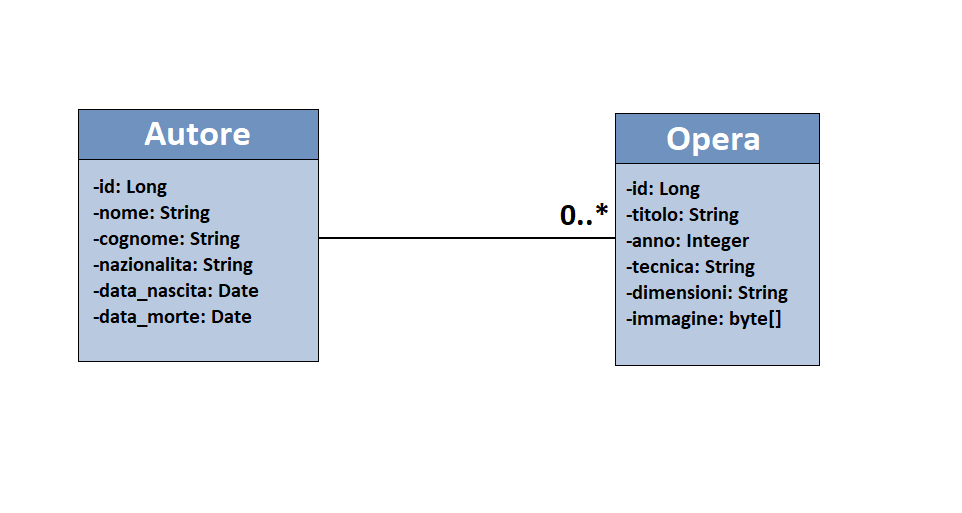 Autore
-id: Long
-nome: String
-cognome: String
-nazionalita: String
-data_nascita: Date
-data_morte: Date
0..*
Opera
-id: Long
-titolo: String
-anno: Integer
-tecnica: String
-dimensioni: String
-immagine: byte[]